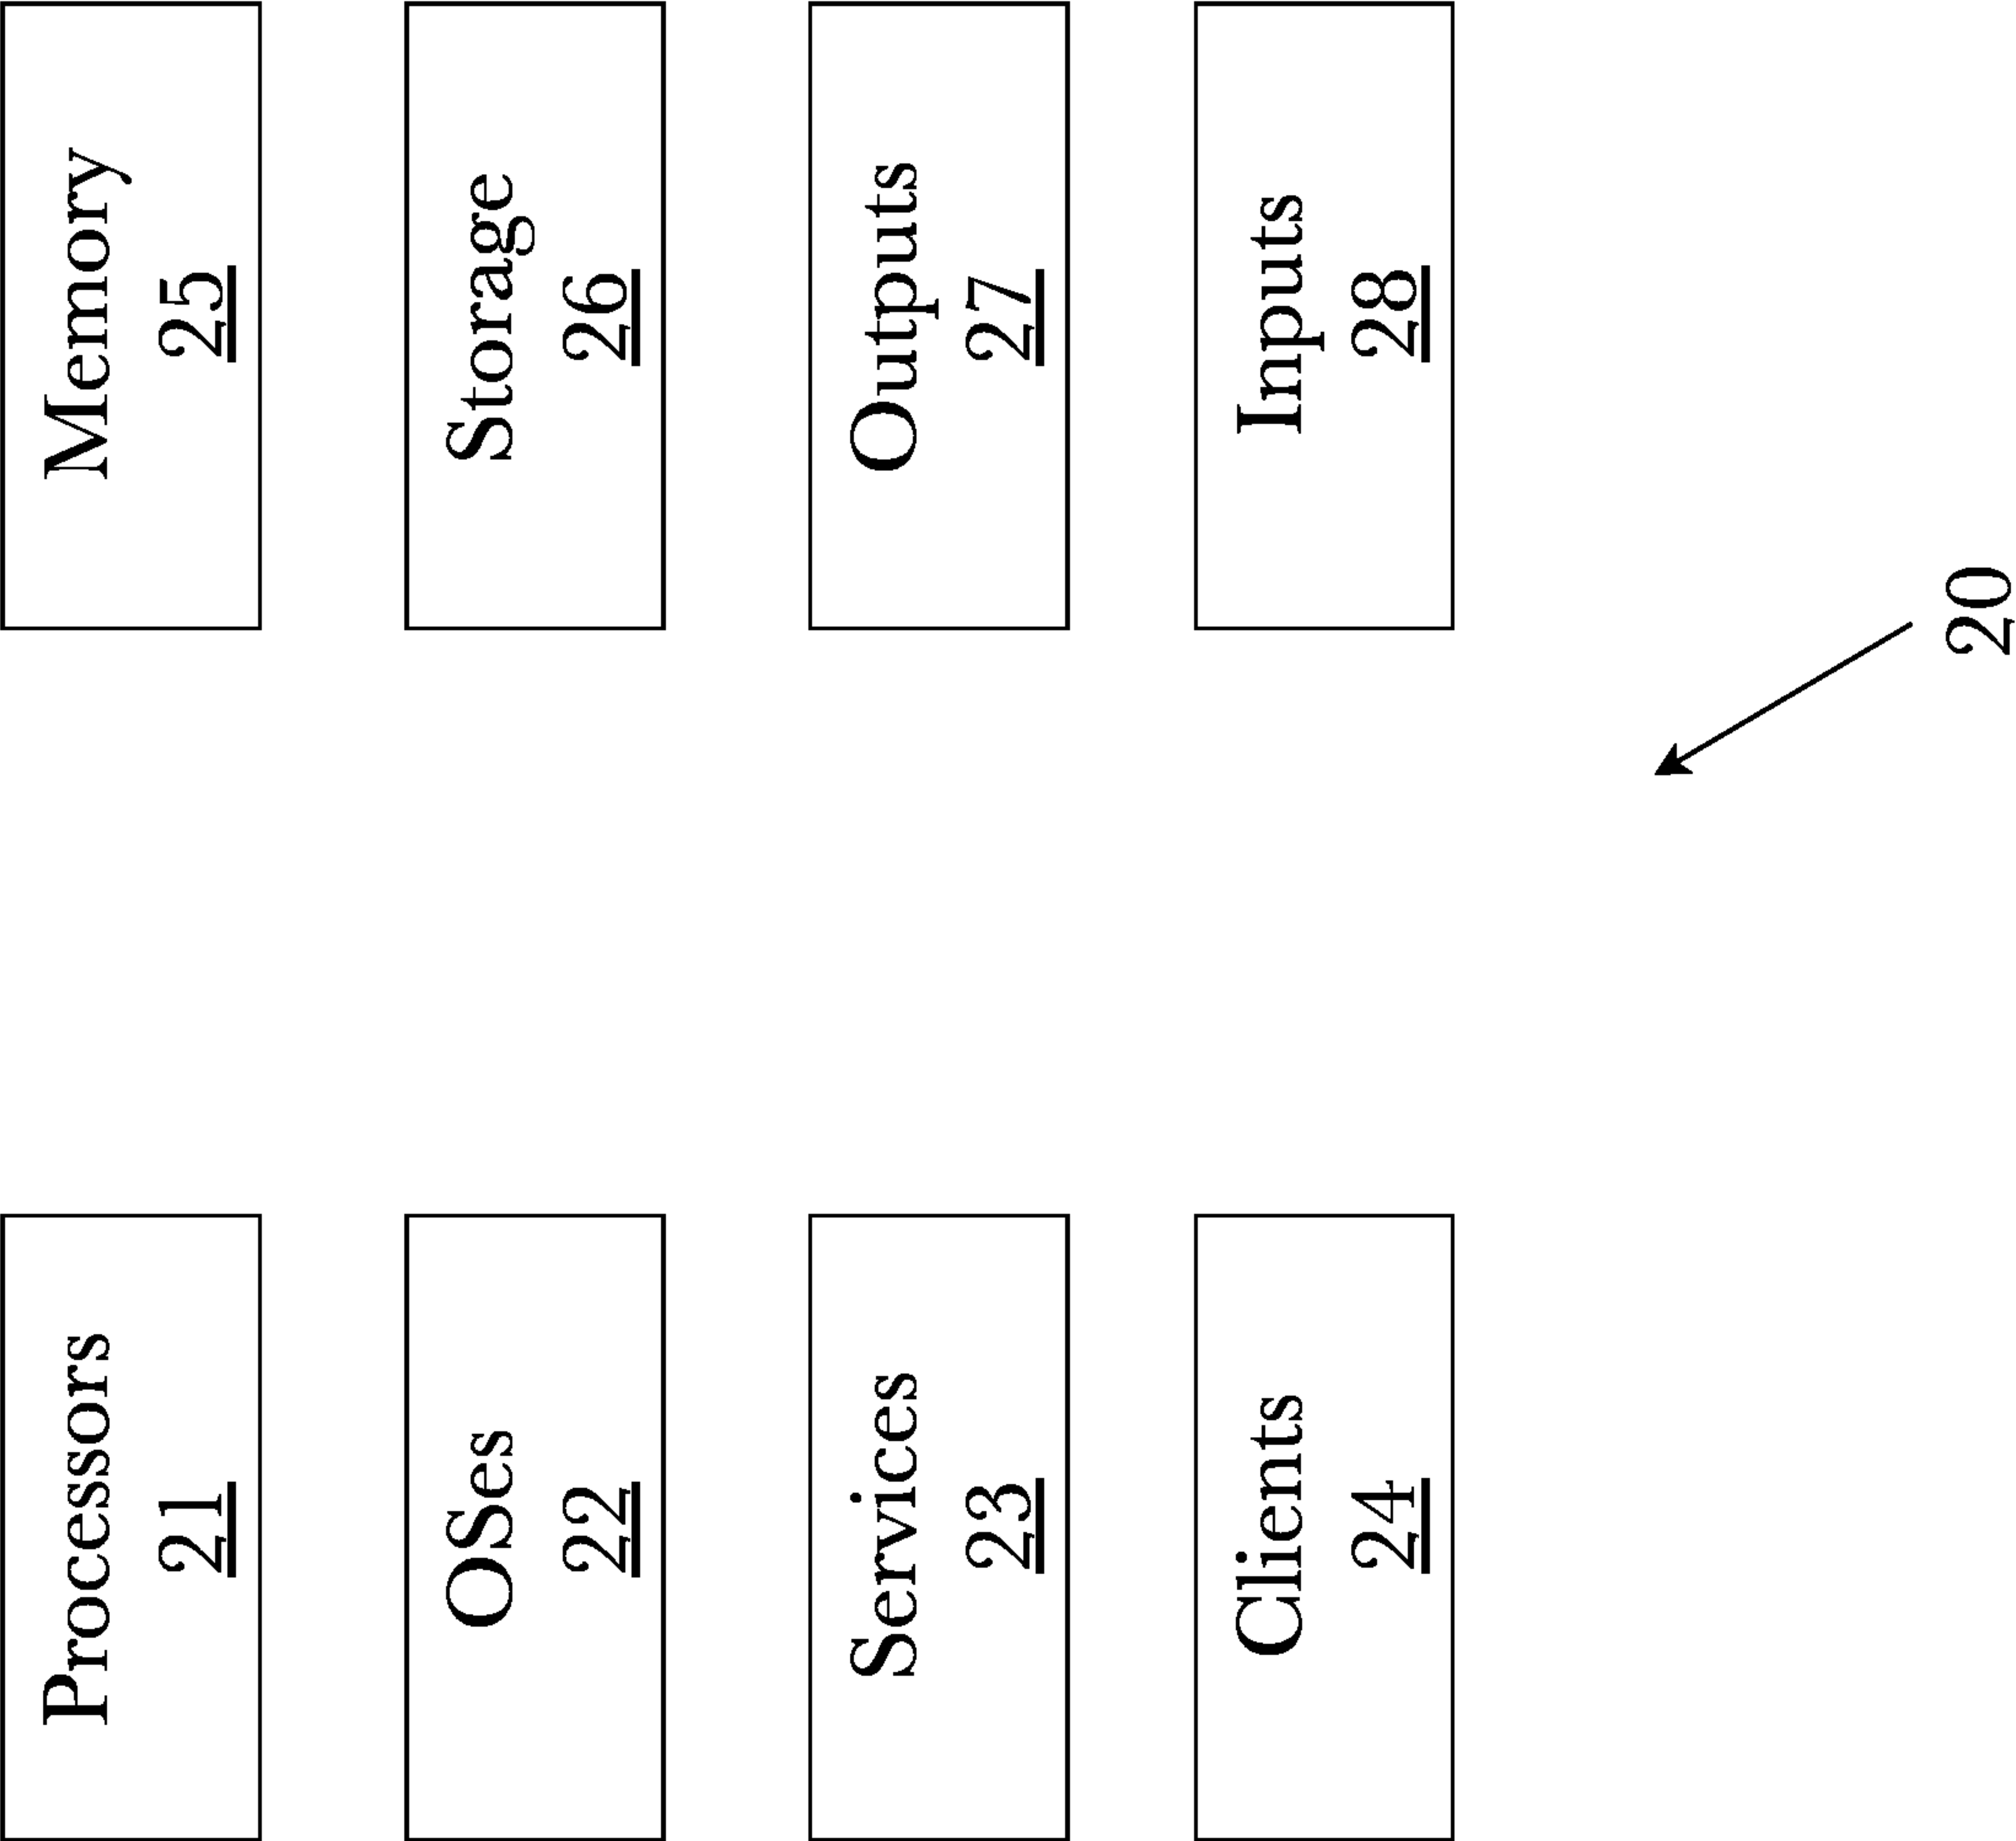 Processors
21
Memory
25
OSes
22
Storage
26
Services
23
Outputs
27
Clients
24
Inputs
28
20